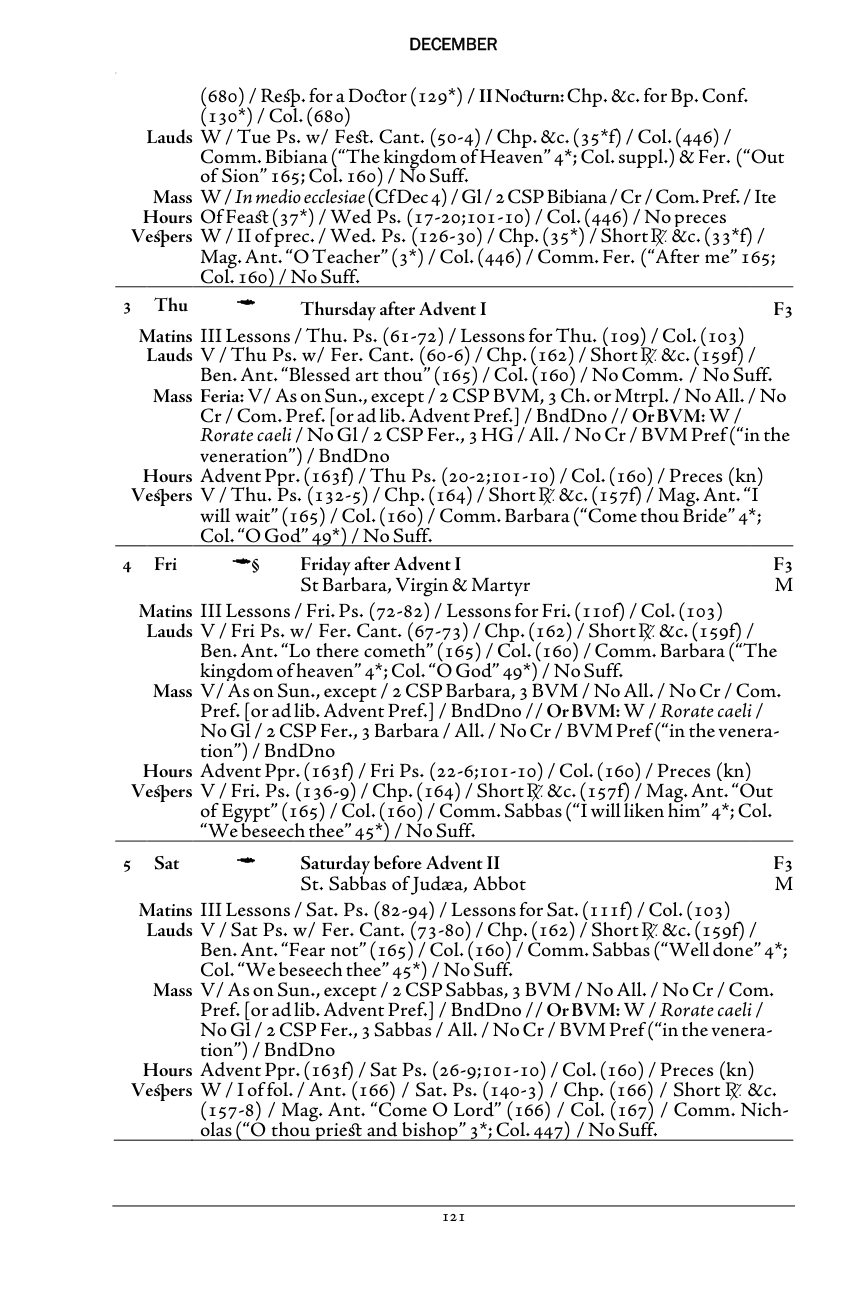 DECEMBER
(680) / Resp. for a Doctor (129*) / II Nocturn: Chp. &c. for Bp. Conf.
(130*) / Col. (680)
Lauds W / Tue Ps. w/ Fest. Cant. (50-4) / Chp. &c. (35*f) / Col. (446) /
Comm. Bibiana (“The kingdom of Heaven” 4*; Col. suppl.) & Fer. (“Out
of Sion” 165; Col. 160) / No Suff.
Mass W / In medio ecclesiae (Cf Dec 4) / Gl / 2 CSP Bibiana / Cr / Com. Pref. / Ite
Hours Of Feast (37*) / Wed Ps. (17-20;101-10) / Col. (446) / No preces
Vespers W / II of prec. / Wed. Ps. (126-30) / Chp. (35*) / Short ℟. &c. (33*f) /
Mag. Ant. “O Teacher” (3*) / Col. (446) / Comm. Fer. (“After me” 165;
Col. 160) / No Suff.
3 Thu Thursday after Advent I F3
Matins III Lessons / Thu. Ps. (61-72) / Lessons for Thu. (109) / Col. (103)
Lauds V / Thu Ps. w/ Fer. Cant. (60-6) / Chp. (162) / Short ℟. &c. (159f) /
Ben. Ant. “Blessed art thou” (165) / Col. (160) / No Comm. / No Suff.
Mass Feria: V/ As on Sun., except / 2 CSP BVM, 3 Ch. or Mtrpl. / No All. / No
Cr / Com. Pref. [or ad lib. Advent Pref.] / BndDno // Or BVM: W /
Rorate caeli / No Gl / 2 CSP Fer., 3 HG / All. / No Cr / BVM Pref (“in the
veneration”) / BndDno
Hours Advent Ppr. (163f) / Thu Ps. (20-2;101-10) / Col. (160) / Preces (kn)
Vespers V / Thu. Ps. (132-5) / Chp. (164) / Short ℟. &c. (157f) / Mag. Ant. “I
will wait” (165) / Col. (160) / Comm. Barbara (“Come thou Bride” 4*;
Col. “O God” 49*) / No Suff.
4 Fri § Friday after Advent I F3
St Barbara, Virgin & Martyr M
Matins III Lessons / Fri. Ps. (72-82) / Lessons for Fri. (110f) / Col. (103)
Lauds V / Fri Ps. w/ Fer. Cant. (67-73) / Chp. (162) / Short ℟. &c. (159f) /
Ben. Ant. “Lo there cometh” (165) / Col. (160) / Comm. Barbara (“The
kingdom of heaven” 4*; Col. “O God” 49*) / No Suff.
Mass V/ As on Sun., except / 2 CSP Barbara, 3 BVM / No All. / No Cr / Com.
Pref. [or ad lib. Advent Pref.] / BndDno // Or BVM: W / Rorate caeli /
No Gl / 2 CSP Fer., 3 Barbara / All. / No Cr / BVM Pref (“in the venera-
tion”) / BndDno
Hours Advent Ppr. (163f) / Fri Ps. (22-6;101-10) / Col. (160) / Preces (kn)
Vespers V / Fri. Ps. (136-9) / Chp. (164) / Short ℟. &c. (157f) / Mag. Ant. “Out
of Egypt” (165) / Col. (160) / Comm. Sabbas (“I will liken him” 4*; Col.
“We beseech thee” 45*) / No Suff.
5 Sat Saturday before Advent II F3
St. Sabbas of Judæa, Abbot M
Matins III Lessons / Sat. Ps. (82-94) / Lessons for Sat. (111f) / Col. (103)
Lauds V / Sat Ps. w/ Fer. Cant. (73-80) / Chp. (162) / Short ℟. &c. (159f) /
Ben. Ant. “Fear not” (165) / Col. (160) / Comm. Sabbas (“Well done” 4*;
Col. “We beseech thee” 45*) / No Suff.
Mass V/ As on Sun., except / 2 CSP Sabbas, 3 BVM / No All. / No Cr / Com.
Pref. [or ad lib. Advent Pref.] / BndDno // Or BVM: W / Rorate caeli /
No Gl / 2 CSP Fer., 3 Sabbas / All. / No Cr / BVM Pref (“in the venera-
tion”) / BndDno
Hours Advent Ppr. (163f) / Sat Ps. (26-9;101-10) / Col. (160) / Preces (kn)
Vespers W / I of fol. / Ant. (166) / Sat. Ps. (140-3) / Chp. (166) / Short ℟. &c.
(157-8) / Mag. Ant. “Come O Lord” (166) / Col. (167) / Comm. Nich-
olas (“O thou priest and bishop” 3*; Col. 447) / No Suff.
121